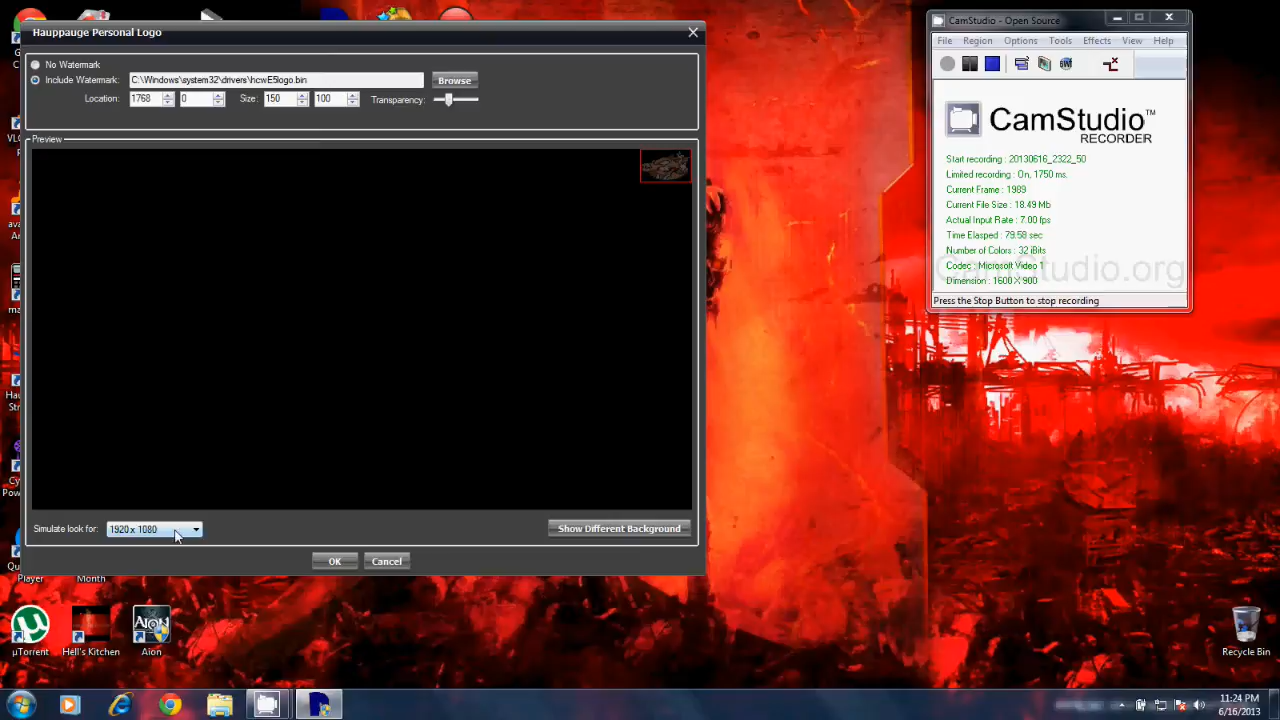 Hauppauge Personal Logo
No Watermark
Include Watermark: C:\Windows\system32\drivers\hcwE5logo.bin Browse
Location: 1768 0 Size: 150 100 Transparency:
Preview
Simulate look for: 1920 x 1080 Show Different Background
OK Cancel
CamStudio - Open Source
File Region Options Tools Effects View Help
CamStudio™
RECORDER
Start recording : 20130616_2322_50
Limited recording : On, 1750 ms.
Current Frame : 1989
Current File Size : 18.49 Mb
Actual Input Rate : 7.00 fps
Time Elasped : 79.58 sec
Number of Colors : 32 iBits
Codec : Microsoft Video 1
Dimension : 1600 X 900
CamStudio.org
Press the Stop Button to stop recording
Player Month
µTorrent Hell's Kitchen Aion
AION
Recycle Bin
11:24 PM
6/16/2013